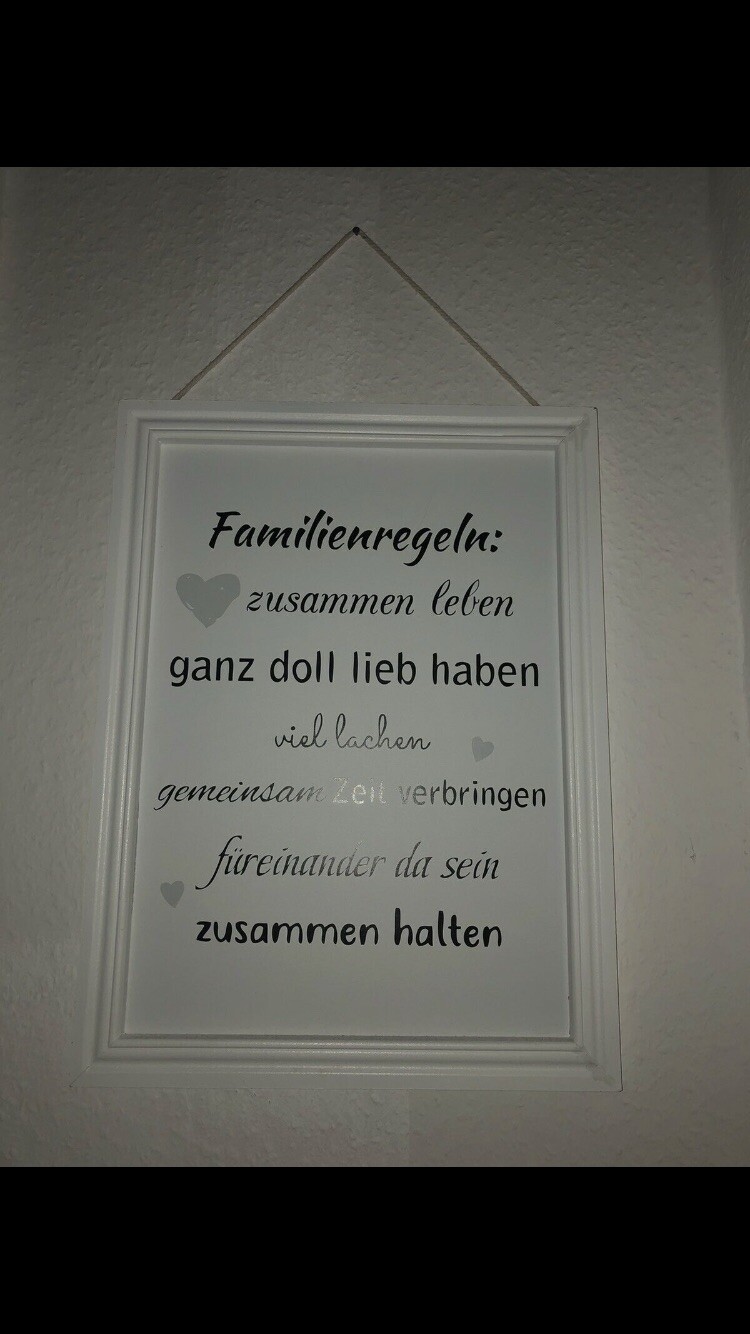 Familienregeln:
zusammen leben
ganz doll lieb haben
viel lachen
gemeinsam Zeit verbringen
füreinander da sein
zusammen halten